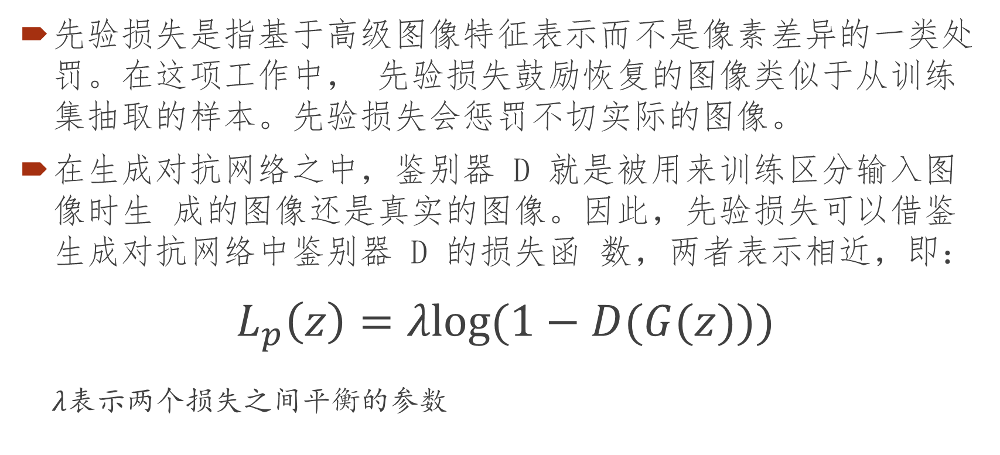 先验损失是指基于高级图像特征表示而不是像素差异的一类处
罚。在这项工作中， 先验损失鼓励恢复的图像类似于从训练
集抽取的样本。先验损失会惩罚不切实际的图像。
在生成对抗网络之中，鉴别器 D 就是被用来训练区分输入图
像时生 成的图像还是真实的图像。因此，先验损失可以借鉴
生成对抗网络中鉴别器 D 的损失函 数，两者表示相近，即：
𝐿ₚ(𝑧) = 𝜆log(1 − 𝐷(𝐺(𝑧)))
𝜆表示两个损失之间平衡的参数